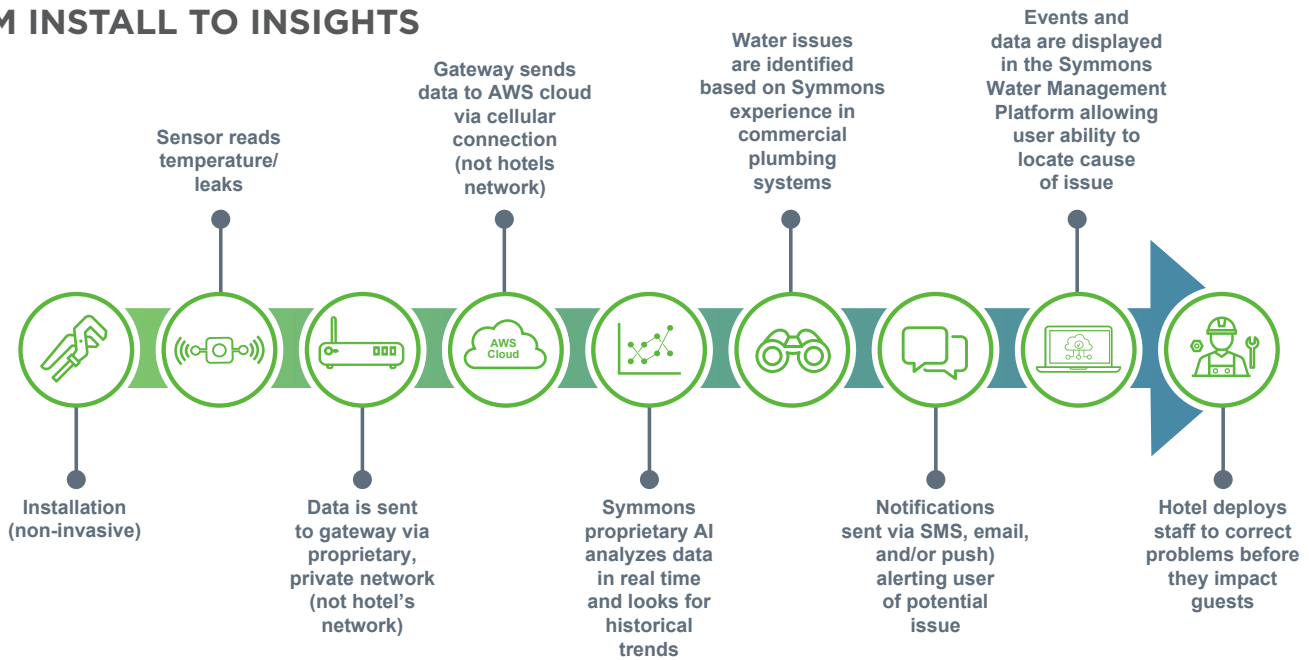 M INSTALL TO INSIGHTS
Installation
(non-invasive)
Sensor reads
temperature/
leaks
Data is sent
to gateway via
proprietary,
private network
(not hotel's
network)
Gateway sends
data to AWS cloud
via cellular
connection
(not hotels
network)
AWS
Cloud
Symmons
proprietary AI
analyzes data
in real time
and looks for
historical
trends
Water issues
are identified
based on Symmons
experience in
commercial
plumbing
systems
Notifications
sent via SMS, email,
and/or push)
alerting user
of potential
issue
Events and
data are displayed
in the Symmons
Water Management
Platform allowing
user ability to
locate cause
of issue
Hotel deploys
staff to correct
problems before
they impact
guests